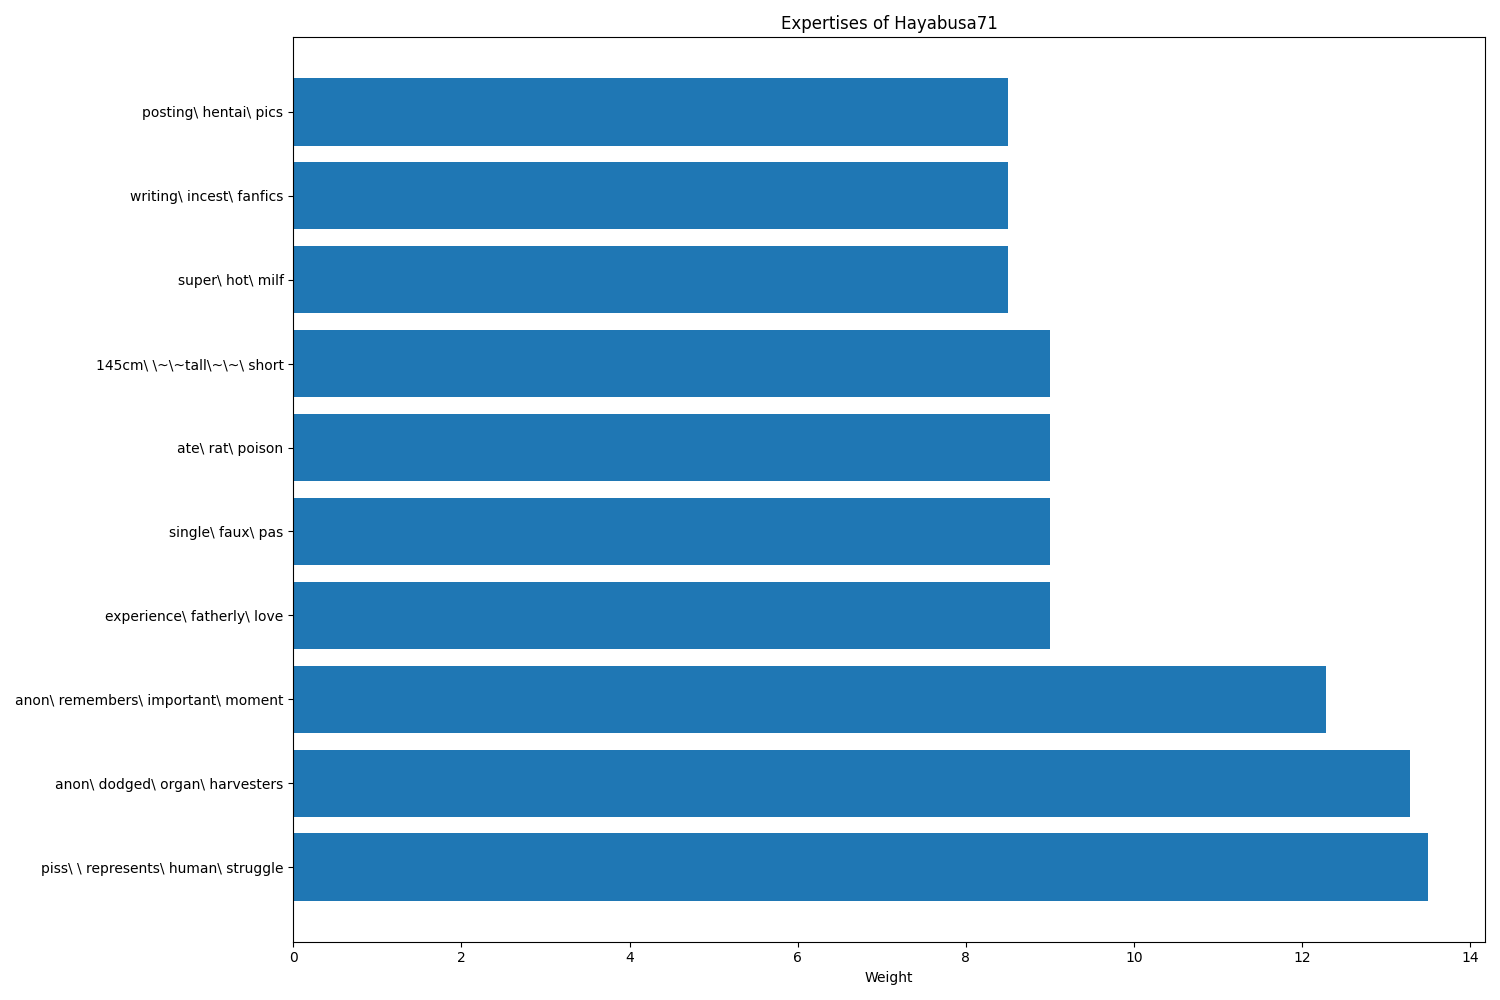 Expertises of Hayabusa71
posting\ hentai\ pics
writing\ incest\ fanfics
super\ hot\ milf
145cm\ \~\~tall\~\~\ short
ate\ rat\ poison
single\ faux\ pas
experience\ fatherly\ love
anon\ remembers\ important\ moment
anon\ dodged\ organ\ harvesters
piss\ \ represents\ human\ struggle
0 2 4 6 8 10 12 14
Weight